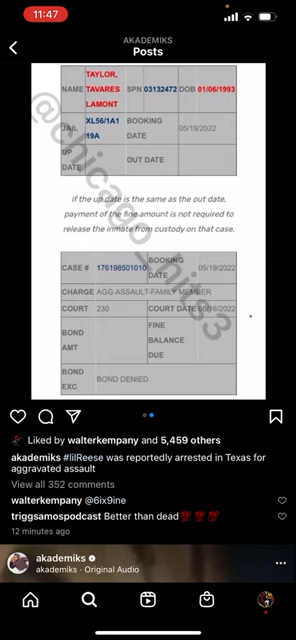 11:47
AKADEMIKS
Posts
NAME TAYLOR, TAVARES LAMONT SPN 03132472 DOB 01/06/1993
JAIL XL56/1A1 19A BOOKING DATE 05/19/2022
UP DATE OUT DATE
if the up date is the same as the out date,
payment of the fine amount is not required to
release the inmate from custody on that case.
CASE # 176198501010 BOOKING DATE 05/19/2022
CHARGE AGG ASSAULT-FAMILY MEMBER
COURT 230 COURT DATE
BOND AMT FINE BALANCE DUE
BOND EXC BOND DENIED
@chicago_hits3
Liked by walterkempany and 5,459 others
akademiks #lilReese was reportedly arrested in Texas for
aggravated assault
View all 352 comments
walterkempany @6ix9ine
triggsamospodcast Better than dead 💯 💯 💯
12 minutes ago
akademiks
akademiks · Original Audio